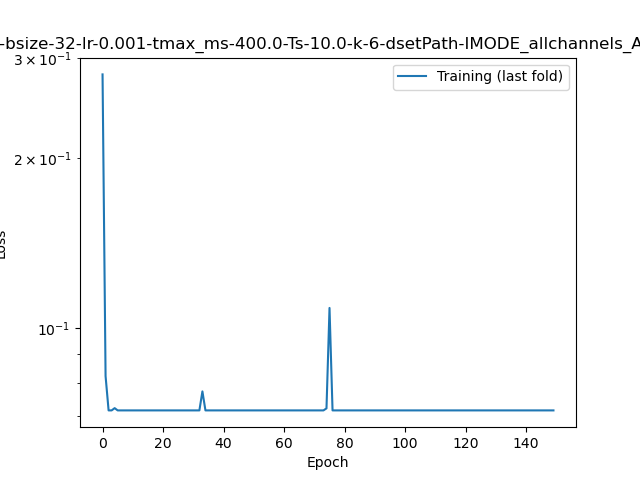 -bsize-32-lr-0.001-tmax_ms-400.0-Ts-10.0-k-6-dsetPath-IMODE_allchannels_A
3 × 10⁻¹
Training (last fold)
2 × 10⁻¹
Loss
10⁻¹
0 20 40 60 80 100 120 140
Epoch